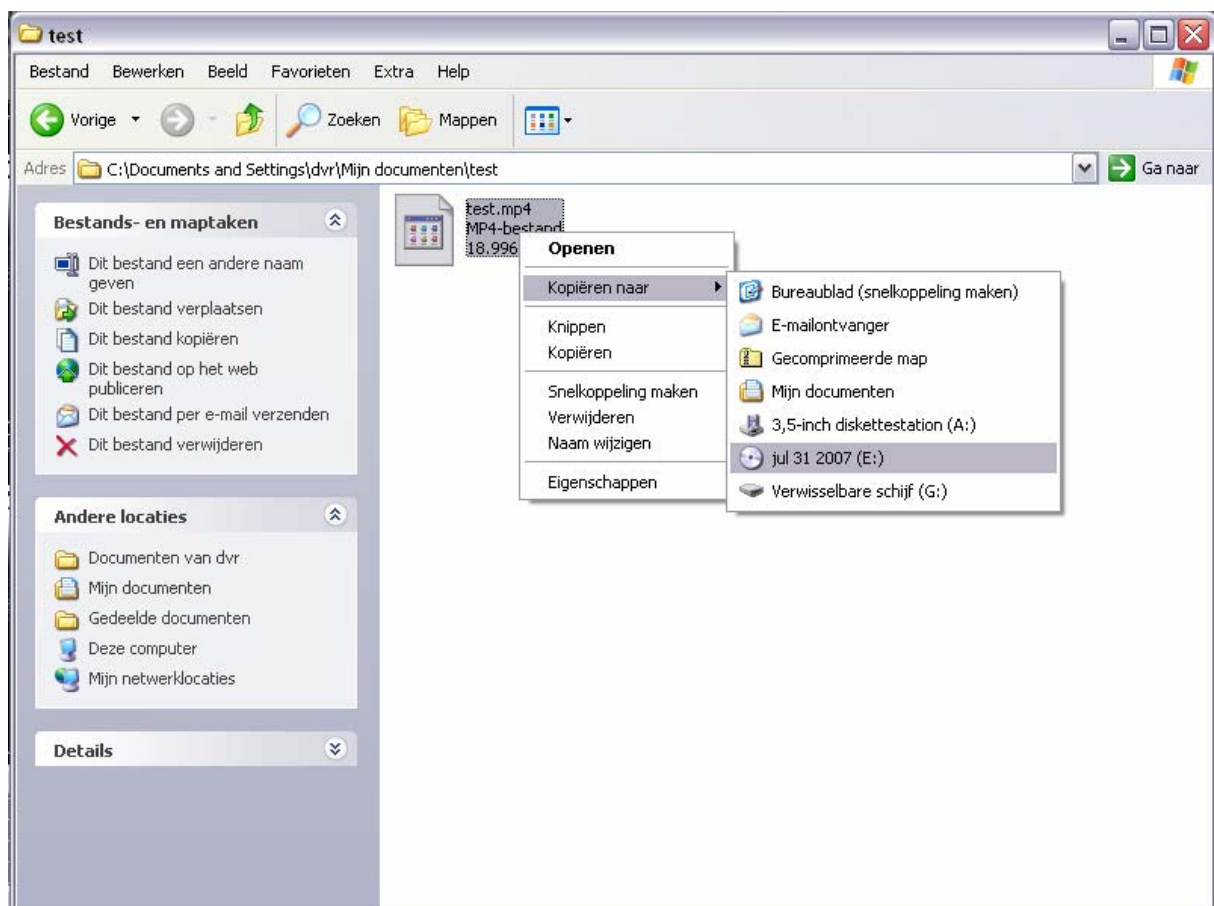 test
Bestand Bewerken Beeld Favorieten Extra Help
Vorige Zoeken Mappen
Adres C:\Documents and Settings\dvr\Mijn documenten\test Ga naar
Bestands- en maptaken
Dit bestand een andere naam
geven
Dit bestand verplaatsen
Dit bestand kopiëren
Dit bestand op het web
publiceren
Dit bestand per e-mail verzenden
Dit bestand verwijderen
Andere locaties
Documenten van dvr
Mijn documenten
Gedeelde documenten
Deze computer
Mijn netwerklocaties
Details
test.mp4
MP4-bestand
18.996
Openen
Kopiëren naar
Knippen
Kopiëren
Snelkoppeling maken
Verwijderen
Naam wijzigen
Eigenschappen
Bureaublad (snelkoppeling maken)
E-mailontvanger
Gecomprimeerde map
Mijn documenten
3,5-inch diskettestation (A:)
jul 31 2007 (E:)
Verwisselbare schijf (G:)